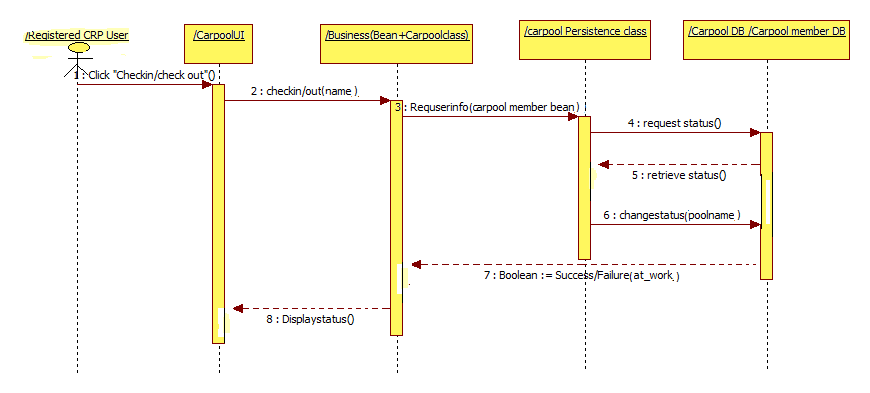 /Registered CRP User
/CarpoolUI
/Business(Bean+Carpoolclass)
/carpool Persistence class
/Carpool DB /Carpool member DB
1 : Click "Checkin/check out"()
2 : checkin/out(name )
3 : Requserinfo(carpool member bean )
4 : request status()
5 : retrieve status()
6 : changestatus(poolname )
7 : Boolean := Success/Failure(at_work )
8 : Displaystatus()